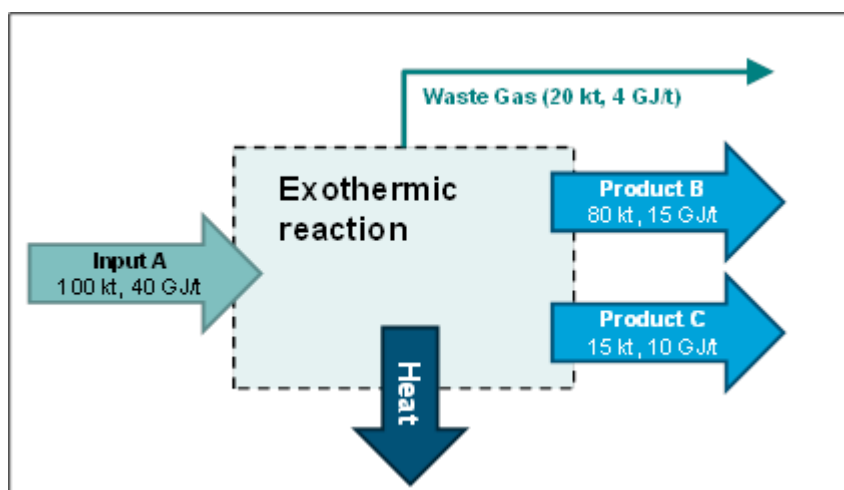 Waste Gas (20 kt, 4 GJ/t)
Exothermic
reaction
Product B
80 kt, 15 GJ/t
Input A
100 kt, 40 GJ/t
Product C
15 kt, 10 GJ/t
Heat